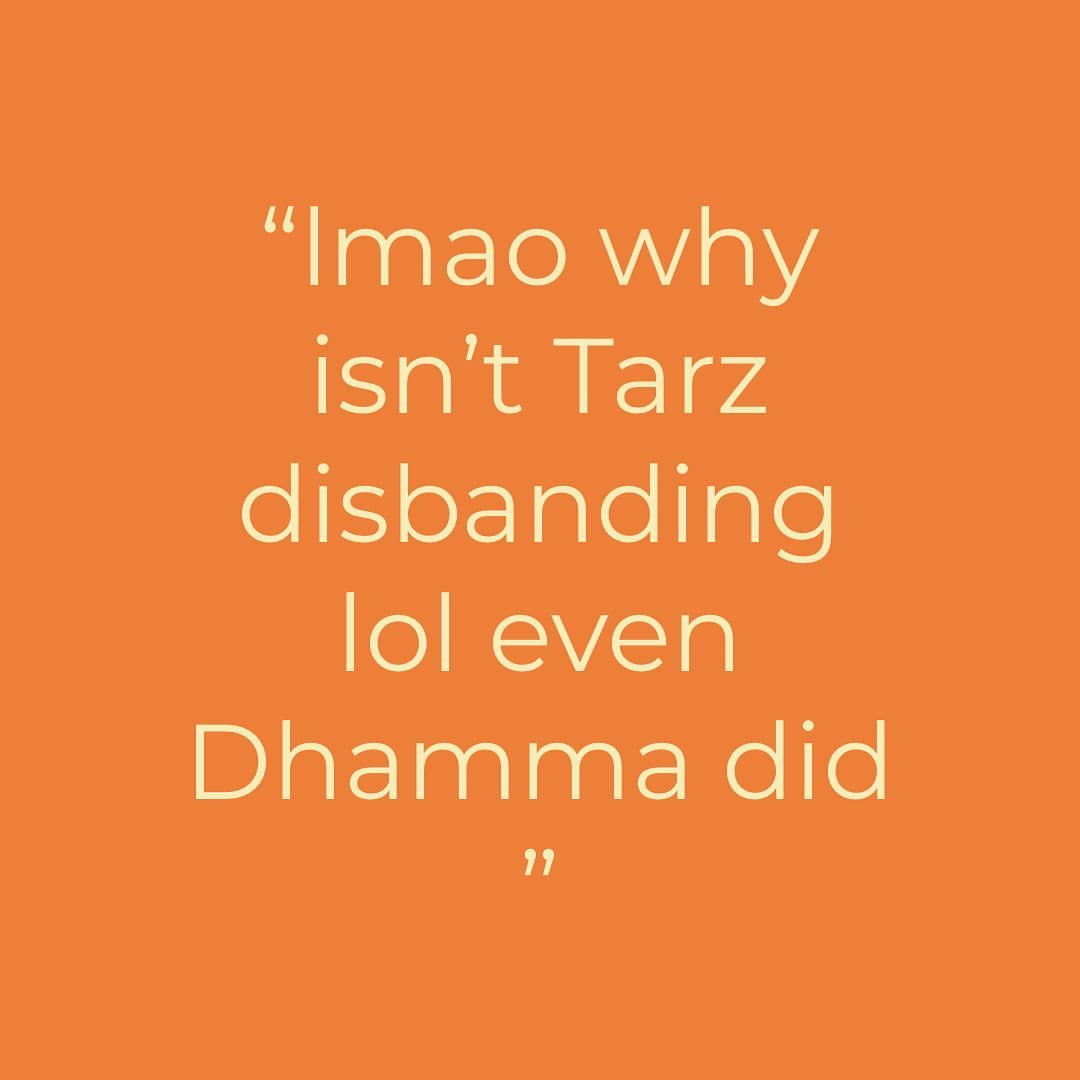 “lmao why
isn’t Tarz
disbanding
lol even
Dhamma did
”